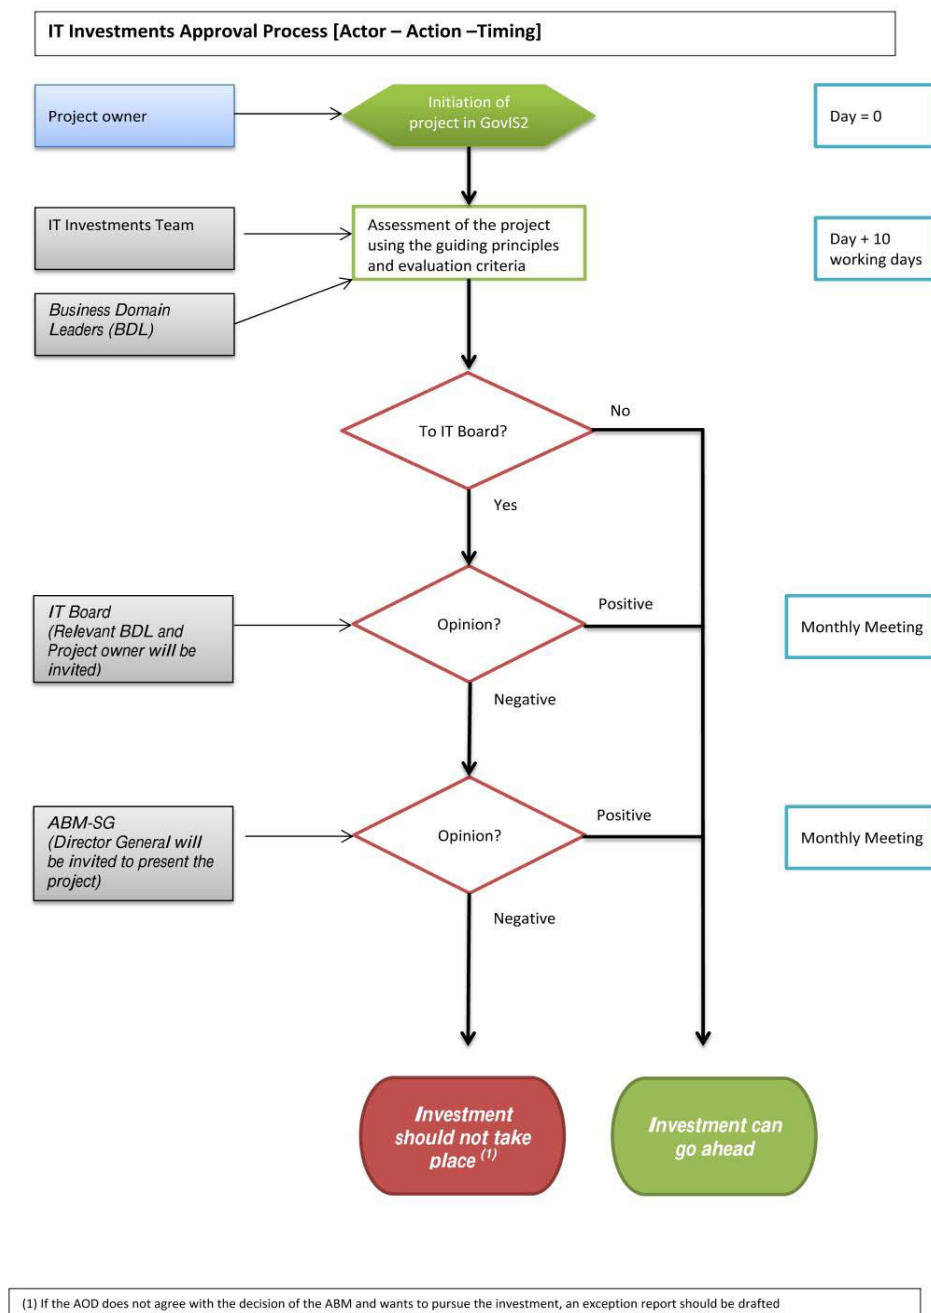 IT Investments Approval Process [Actor – Action –Timing]
Project owner
Initiation of
project in GovIS2
Day = 0
IT Investments Team
Assessment of the project
using the guiding principles
and evaluation criteria
Day + 10
working days
Business Domain
Leaders (BDL)
To IT Board?
No
Yes
IT Board
(Relevant BDL and
Project owner will be
invited)
Opinion?
Positive
Monthly Meeting
Negative
ABM-SG
(Director General will
be invited to present the
project)
Opinion?
Positive
Monthly Meeting
Negative
Investment
should not take
place (1)
Investment can
go ahead
(1) If the AOD does not agree with the decision of the ABM and wants to pursue the investment, an exception report should be drafted